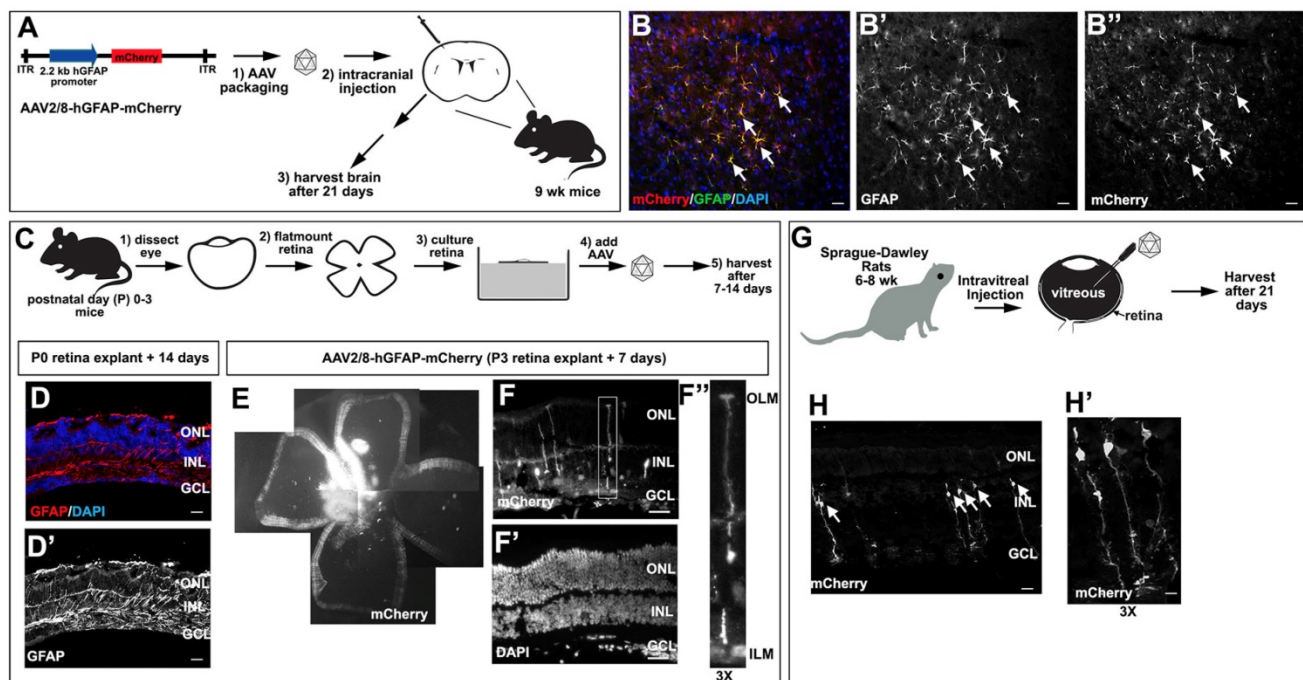 A
ITR
2.2 kb hGFAP
promoter
mCherry
ITR
AAV2/8-hGFAP-mCherry
1) AAV
packaging
2) intracranial
injection
3) harvest brain
after 21 days
9 wk mice
B
mCherry/GFAP/DAPI
B'
GFAP
B"
mCherry
C
postnatal day (P) 0-3
mice
1) dissect
eye
2) flatmount
retina
3) culture
retina
4) add
AAV
5) harvest
after
7-14 days
P0 retina explant + 14 days
AAV2/8-hGFAP-mCherry (P3 retina explant + 7 days)
D
ONL
INL
GCL
GFAP/DAPI
D'
ONL
INL
GCL
GFAP
E
mCherry
F
ONL
INL
GCL
mCherry
F'
ONL
INL
GCL
DAPI
F"
OLM
ILM
3X
G
Sprague-Dawley
Rats
6-8 wk
Intravitreal
Injection
vitreous
retina
Harvest
after 21
days
H
ONL
INL
GCL
mCherry
H'
mCherry
3X